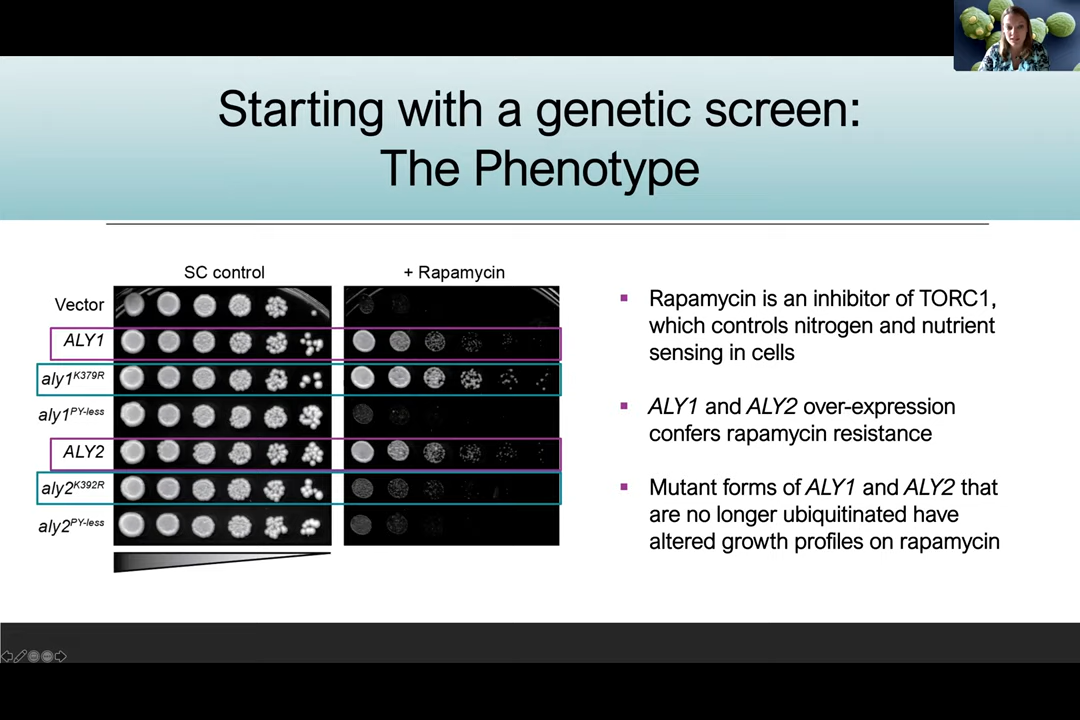 Starting with a genetic screen:
The Phenotype
SC control
+ Rapamycin
Vector
ALY1
aly1K379R
aly1PY-less
ALY2
aly2K392R
aly2PY-less
Rapamycin is an inhibitor of TORC1,
which controls nitrogen and nutrient
sensing in cells
ALY1 and ALY2 over-expression
confers rapamycin resistance
Mutant forms of ALY1 and ALY2 that
are no longer ubiquitinated have
altered growth profiles on rapamycin